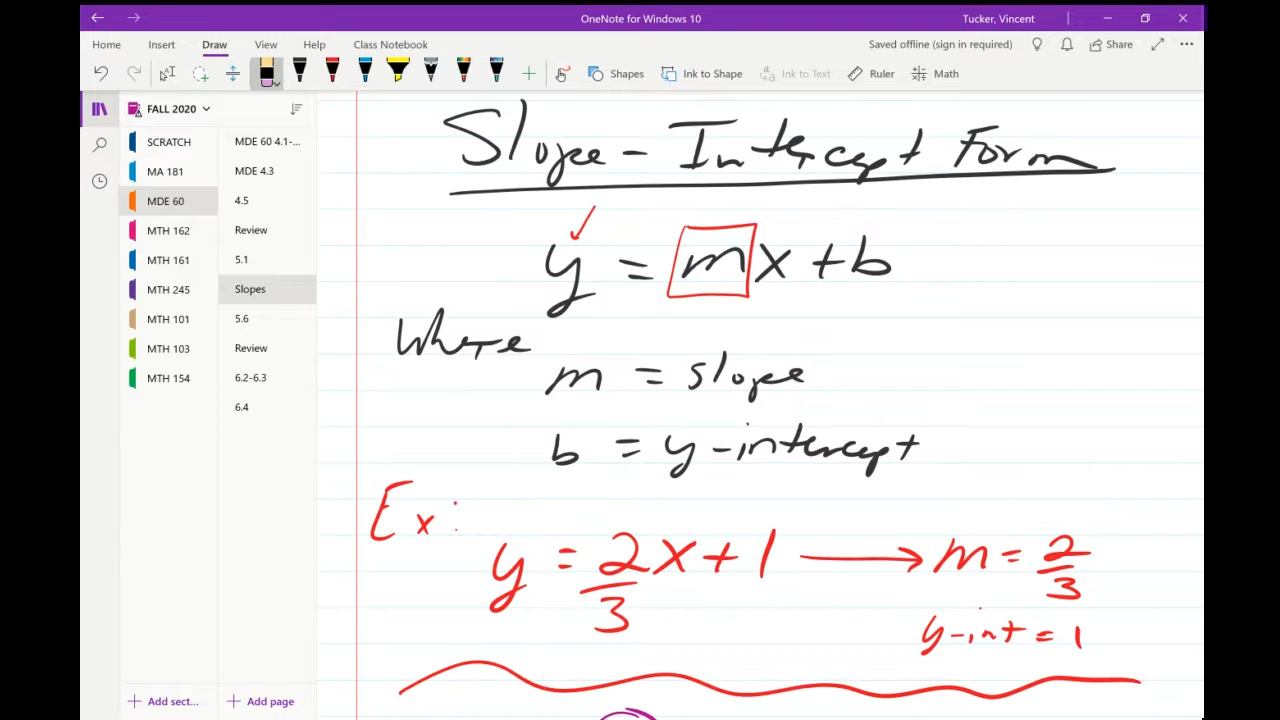 OneNote for Windows 10
Tucker, Vincent
Home Insert Draw View Help Class Notebook
Saved offline (sign in required)
Share
Shapes
Ink to Shape
Ink to Text
Ruler
Math
FALL 2020
SCRATCH
MA 181
MDE 60
MTH 162
MTH 161
MTH 245
MTH 101
MTH 103
MTH 154
Add sect...
MDE 60 4.1-...
MDE 4.3
4.5
Review
5.1
Slopes
5.6
Review
6.2-6.3
6.4
Add page
Slope - Intercept Form
y = mx + b
Where
m = slope
b = y-intercept
Ex:
y = 2/3 x + 1 → m = 2/3
y-int = 1